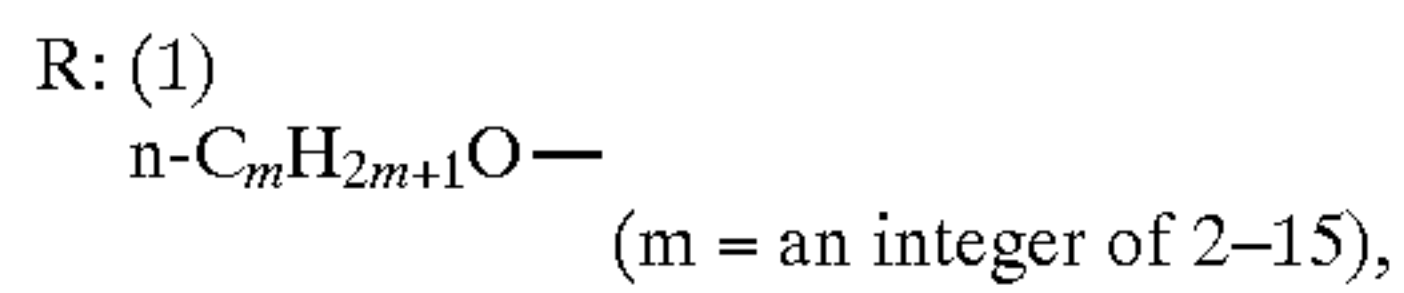 R: (1)
n-CₘH₂ₘ₊₁O—
(m = an integer of 2–15),